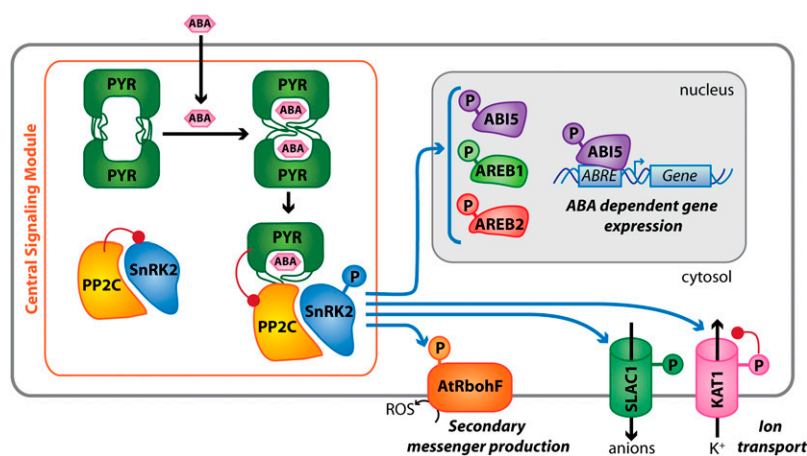 ABA
Central Signaling Module
PYR
PYR
ABA
PYR
ABA
ABA
PYR
PP2C
SnRK2
PYR
ABA
PP2C
SnRK2
P
nucleus
P
ABI5
P
AREB1
P
AREB2
P
ABI5
ABRE
Gene
ABA dependent gene
expression
cytosol
P
AtRbohF
ROS
Secondary
messenger production
SLAC1
P
anions
KAT1
P
K+
Ion
transport